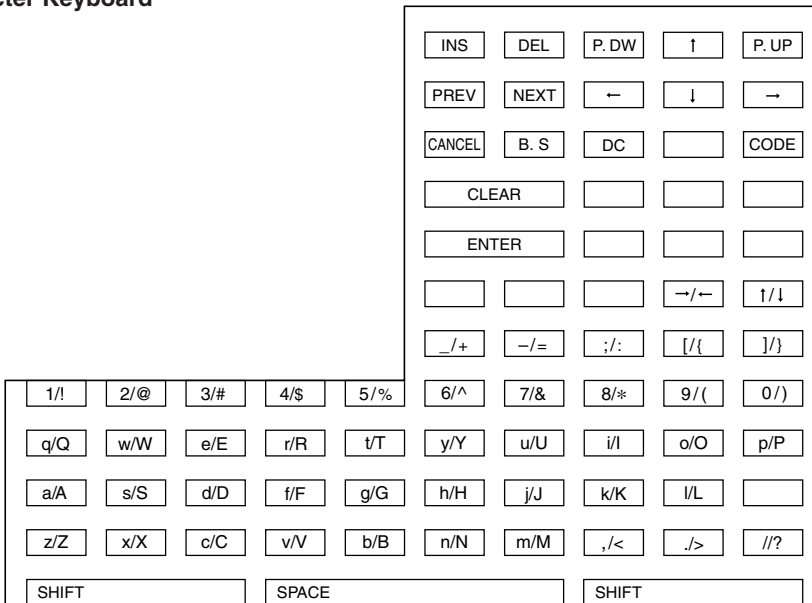 Keyboard
INS DEL P. DW ↑ P. UP
PREV NEXT ← ↓ →
CANCEL B. S DC CODE
CLEAR
ENTER
→/← ↑/↓
_/+ –/= ;/: [/{ ]/}
1/! 2/@ 3/# 4/$ 5/% 6/^ 7/& 8/* 9/( 0/)
q/Q w/W e/E r/R t/T y/Y u/U i/I o/O p/P
a/A s/S d/D f/F g/G h/H j/J k/K l/L
z/Z x/X c/C v/V b/B n/N m/M ,/< ./> //?
SHIFT SPACE SHIFT